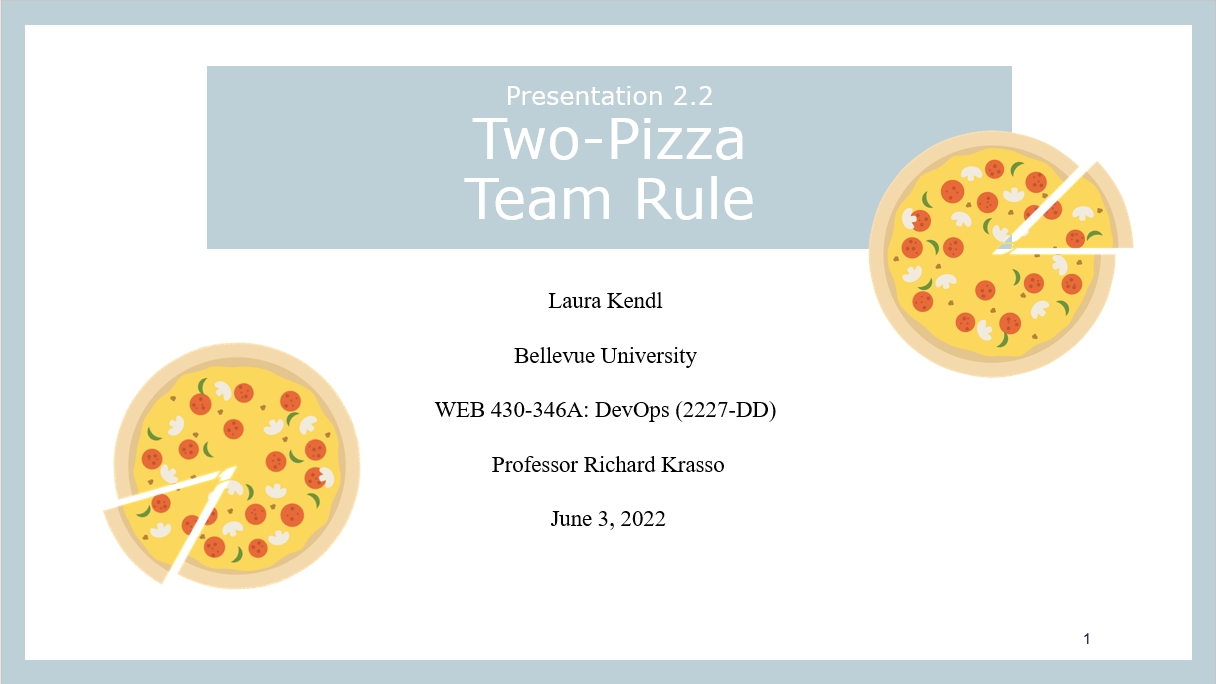 Presentation 2.2
Two-Pizza
Team Rule
Laura Kendl
Bellevue University
WEB 430-346A: DevOps (2227-DD)
Professor Richard Krasso
June 3, 2022
1